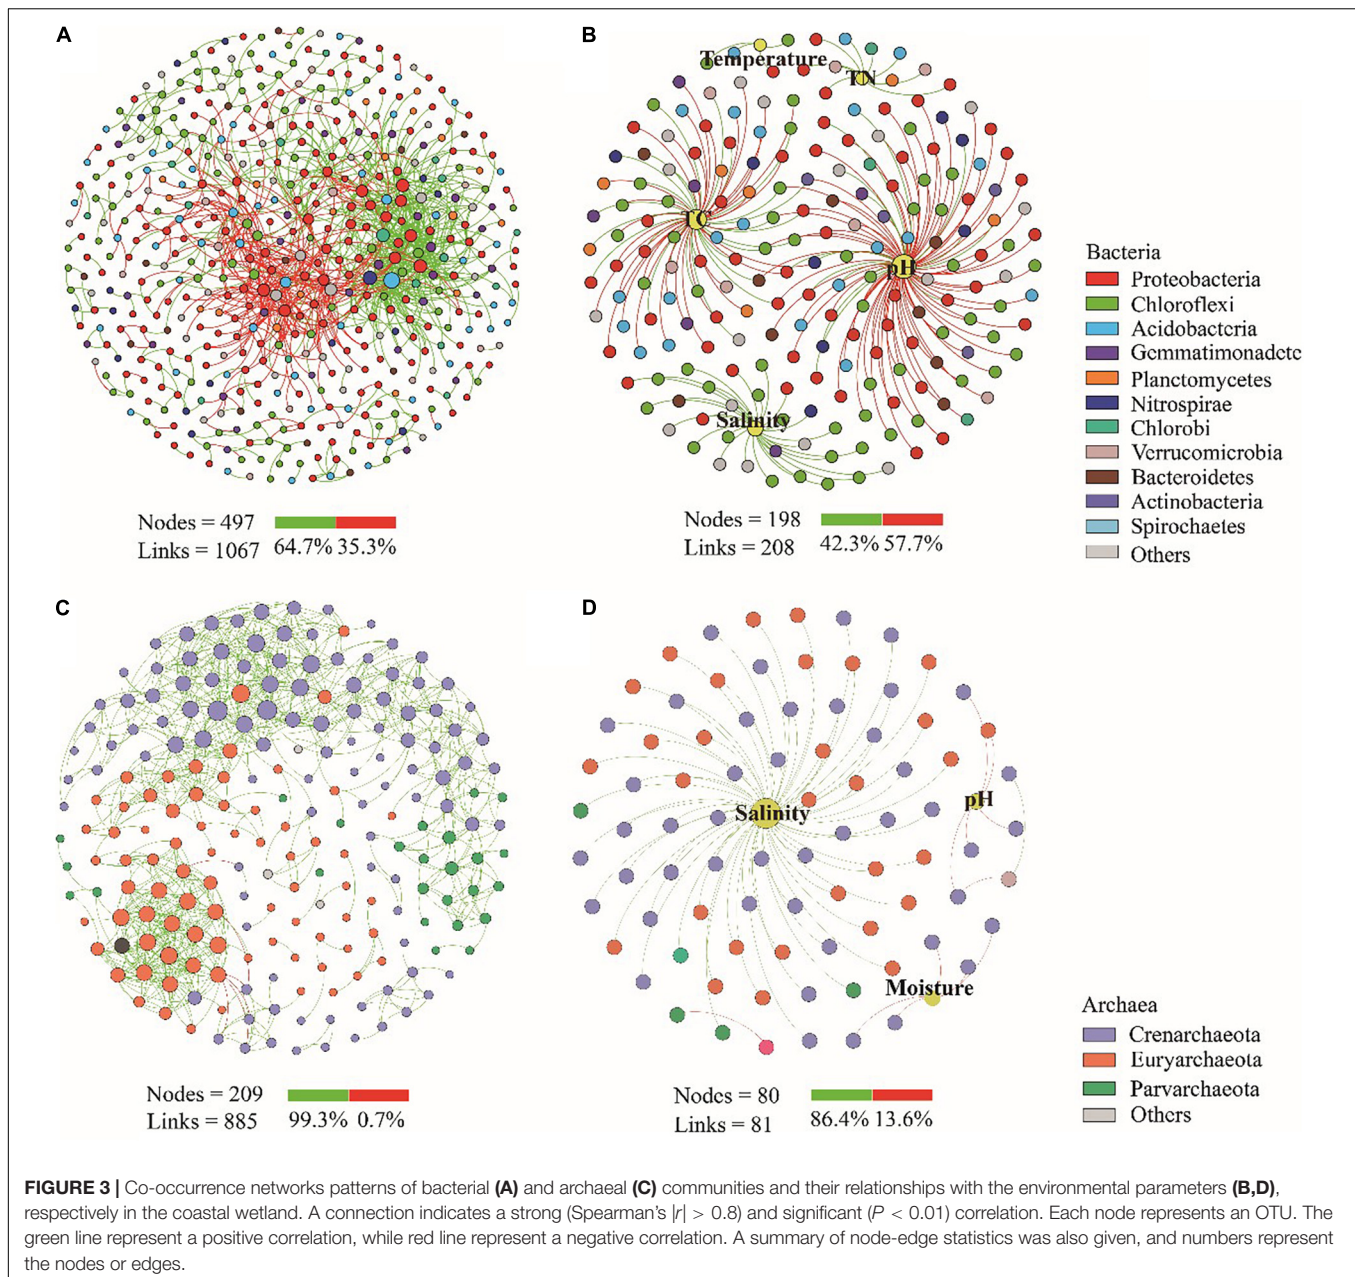 A
B
Temperature
TN
TC
pH
Salinity
Bacteria
Proteobacteria
Chloroflexi
Acidobacteria
Gemmatimonadete
Planctomycetes
Nitrospirae
Chlorobi
Verrucomicrobia
Bacteroidetes
Actinobacteria
Spirochaetes
Others
Nodes = 497
Links = 1067
64.7% 35.3%
Nodes = 198
Links = 208
42.3% 57.7%
C
D
Salinity
pH
Moisture
Archaea
Crenarchaeota
Euryarchaeota
Parvarchaeota
Others
Nodes = 209
Links = 885
99.3% 0.7%
Nodes = 80
Links = 81
86.4% 13.6%
FIGURE 3 | Co-occurrence networks patterns of bacterial (A) and archaeal (C) communities and their relationships with the environmental parameters (B,D),
respectively in the coastal wetland. A connection indicates a strong (Spearman's |r| > 0.8) and significant (P < 0.01) correlation. Each node represents an OTU. The
green line represent a positive correlation, while red line represent a negative correlation. A summary of node-edge statistics was also given, and numbers represent
the nodes or edges.